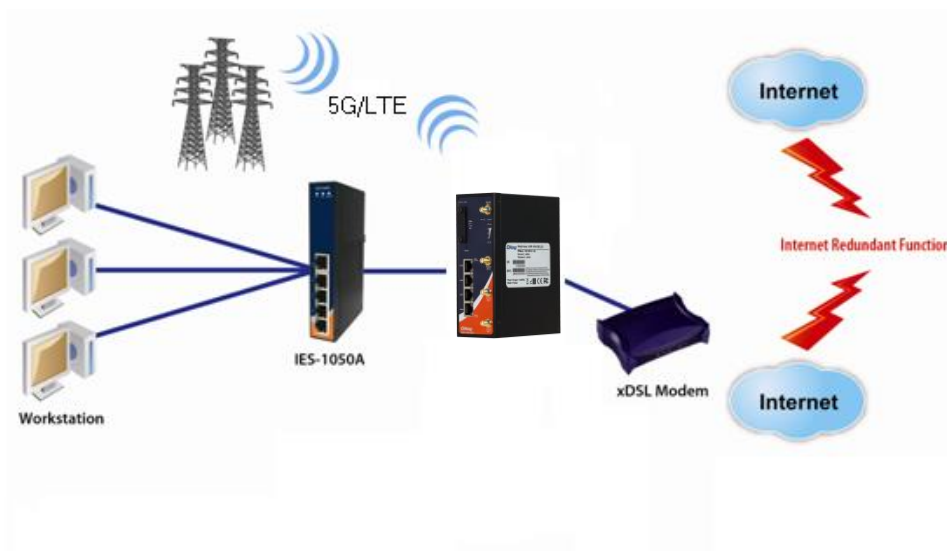 5G/LTE
Internet
Internet Redundant Function
IES-1050A
xDSL Modem
Internet
Workstation